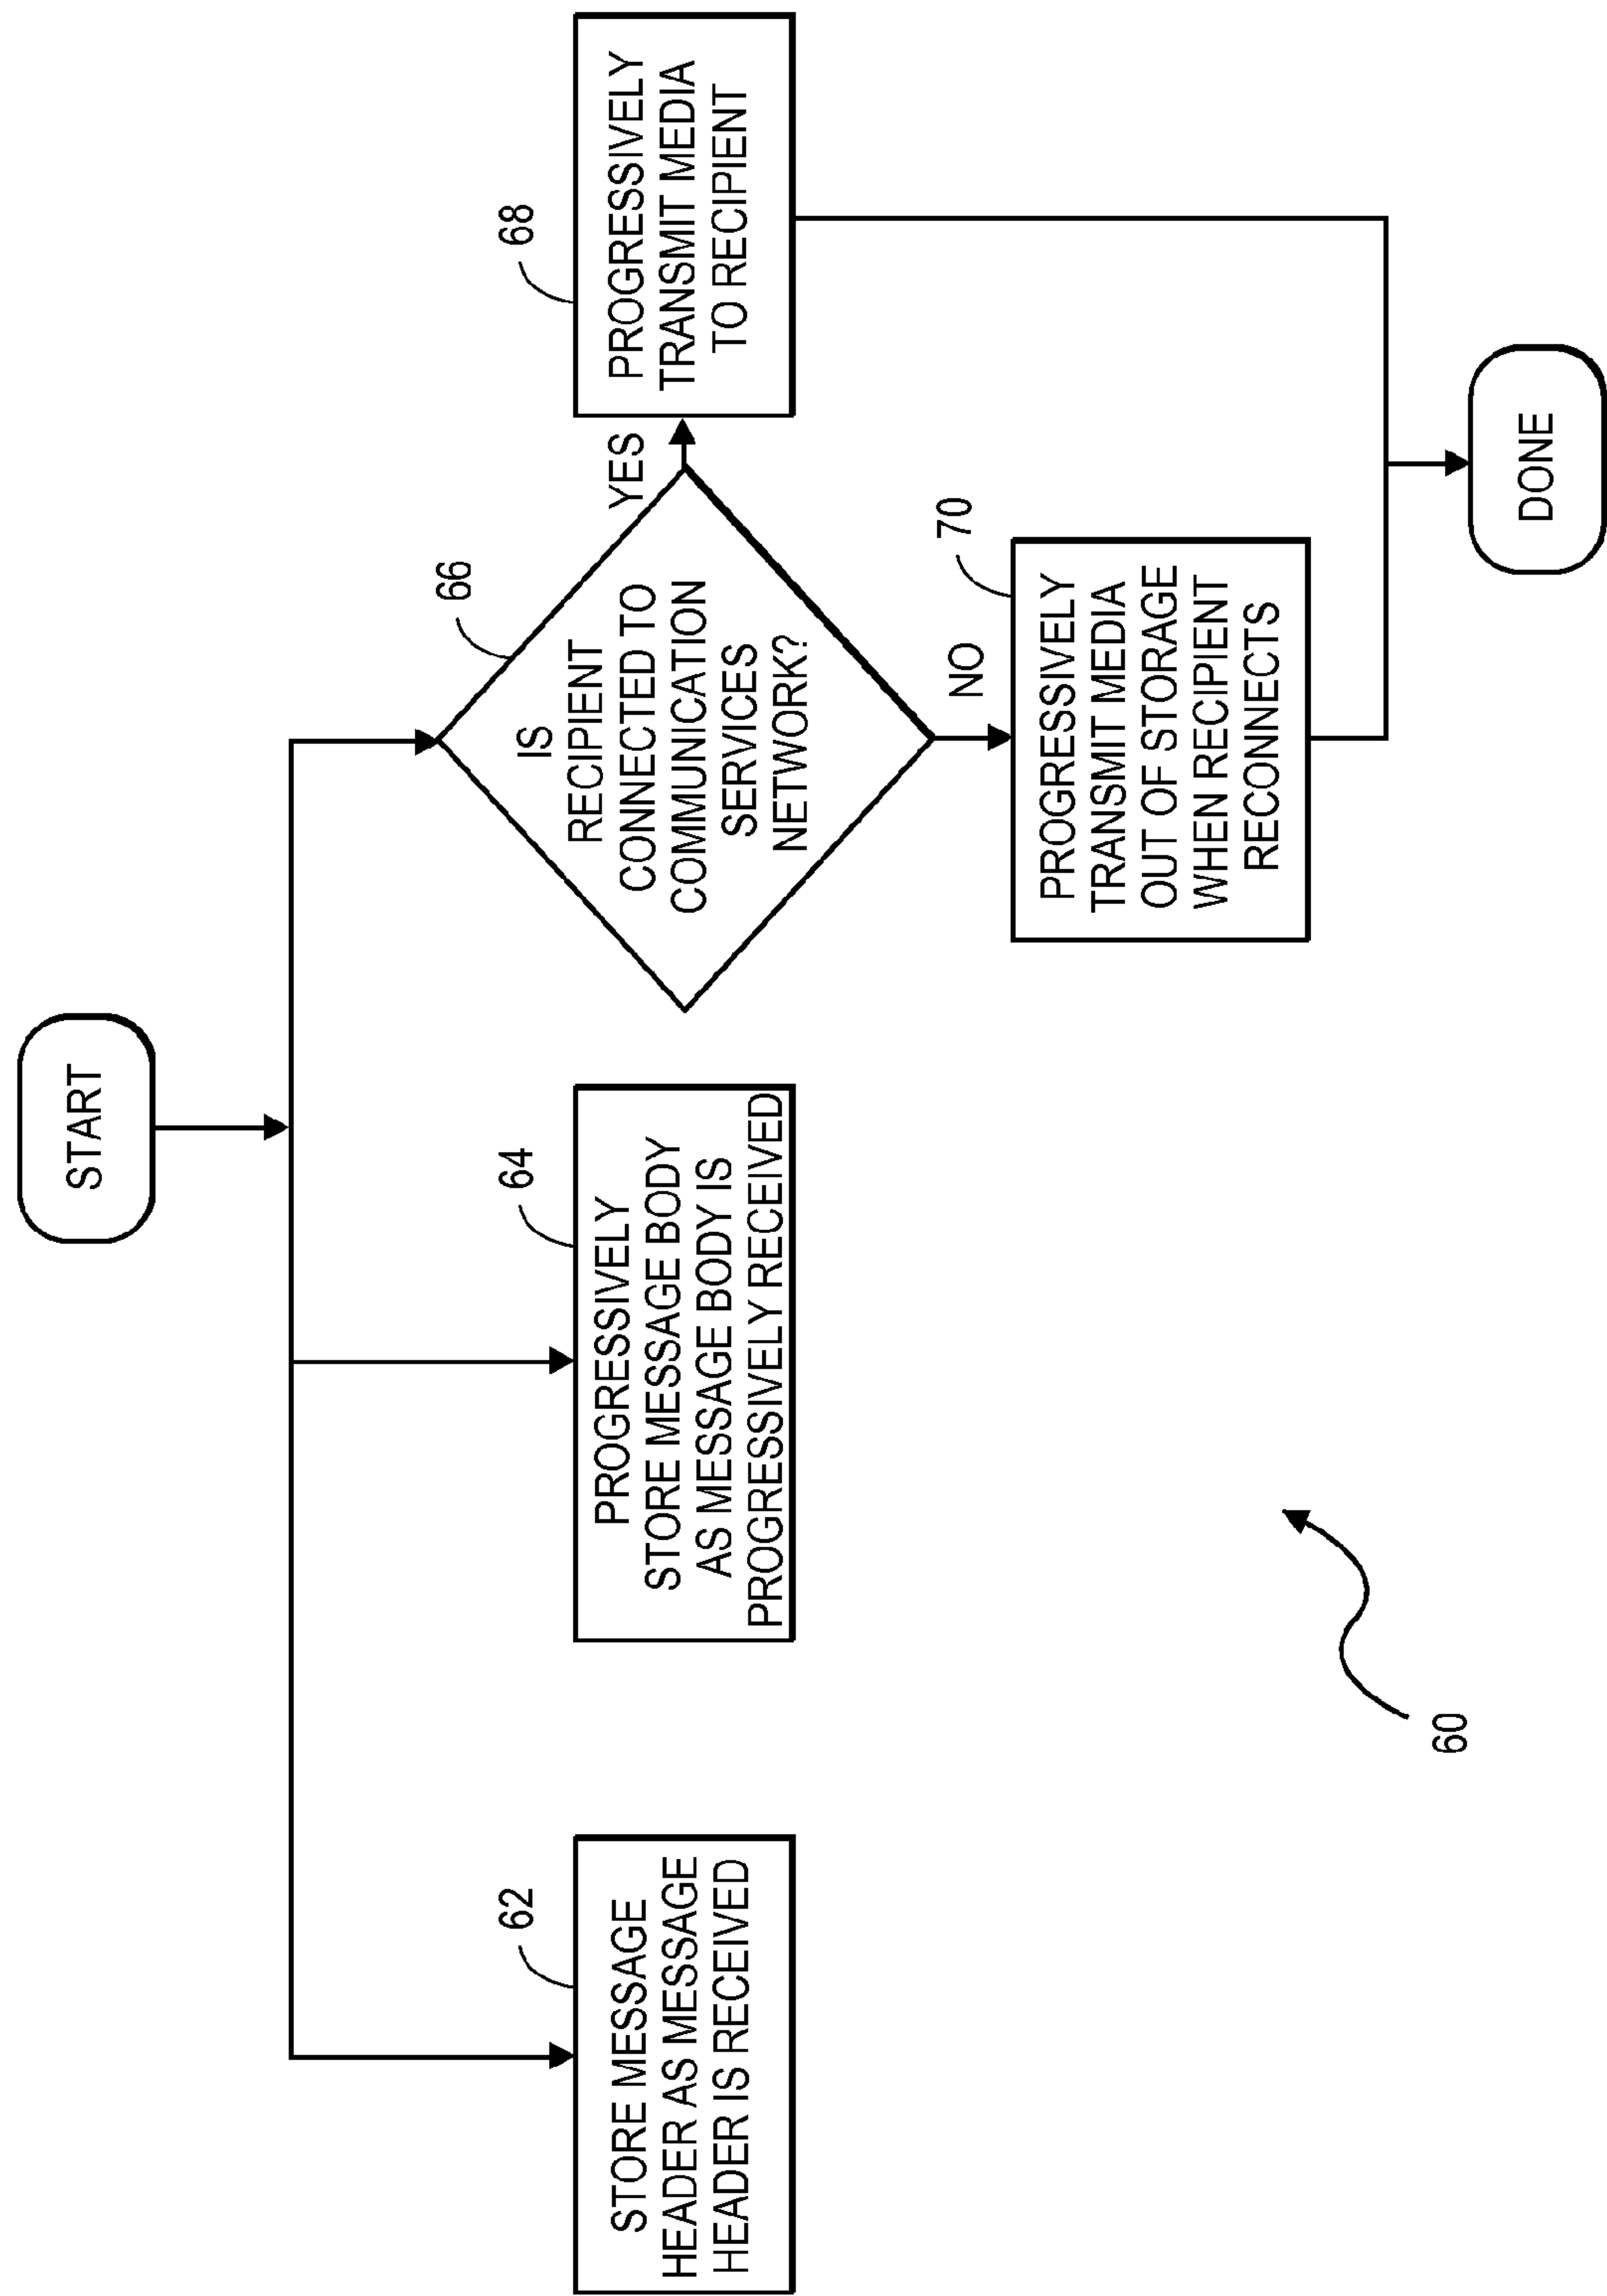 START
62
STORE MESSAGE
HEADER AS MESSAGE
HEADER IS RECEIVED
64
PROGRESSIVELY
STORE MESSAGE BODY
AS MESSAGE BODY IS
PROGRESSIVELY RECEIVED
66
IS
RECIPIENT
CONNECTED TO
COMMUNICATION
SERVICES
NETWORK?
YES
68
PROGRESSIVELY
TRANSMIT MEDIA
TO RECIPIENT
NO
70
PROGRESSIVELY
TRANSMIT MEDIA
OUT OF STORAGE
WHEN RECIPIENT
RECONNECTS
DONE
60